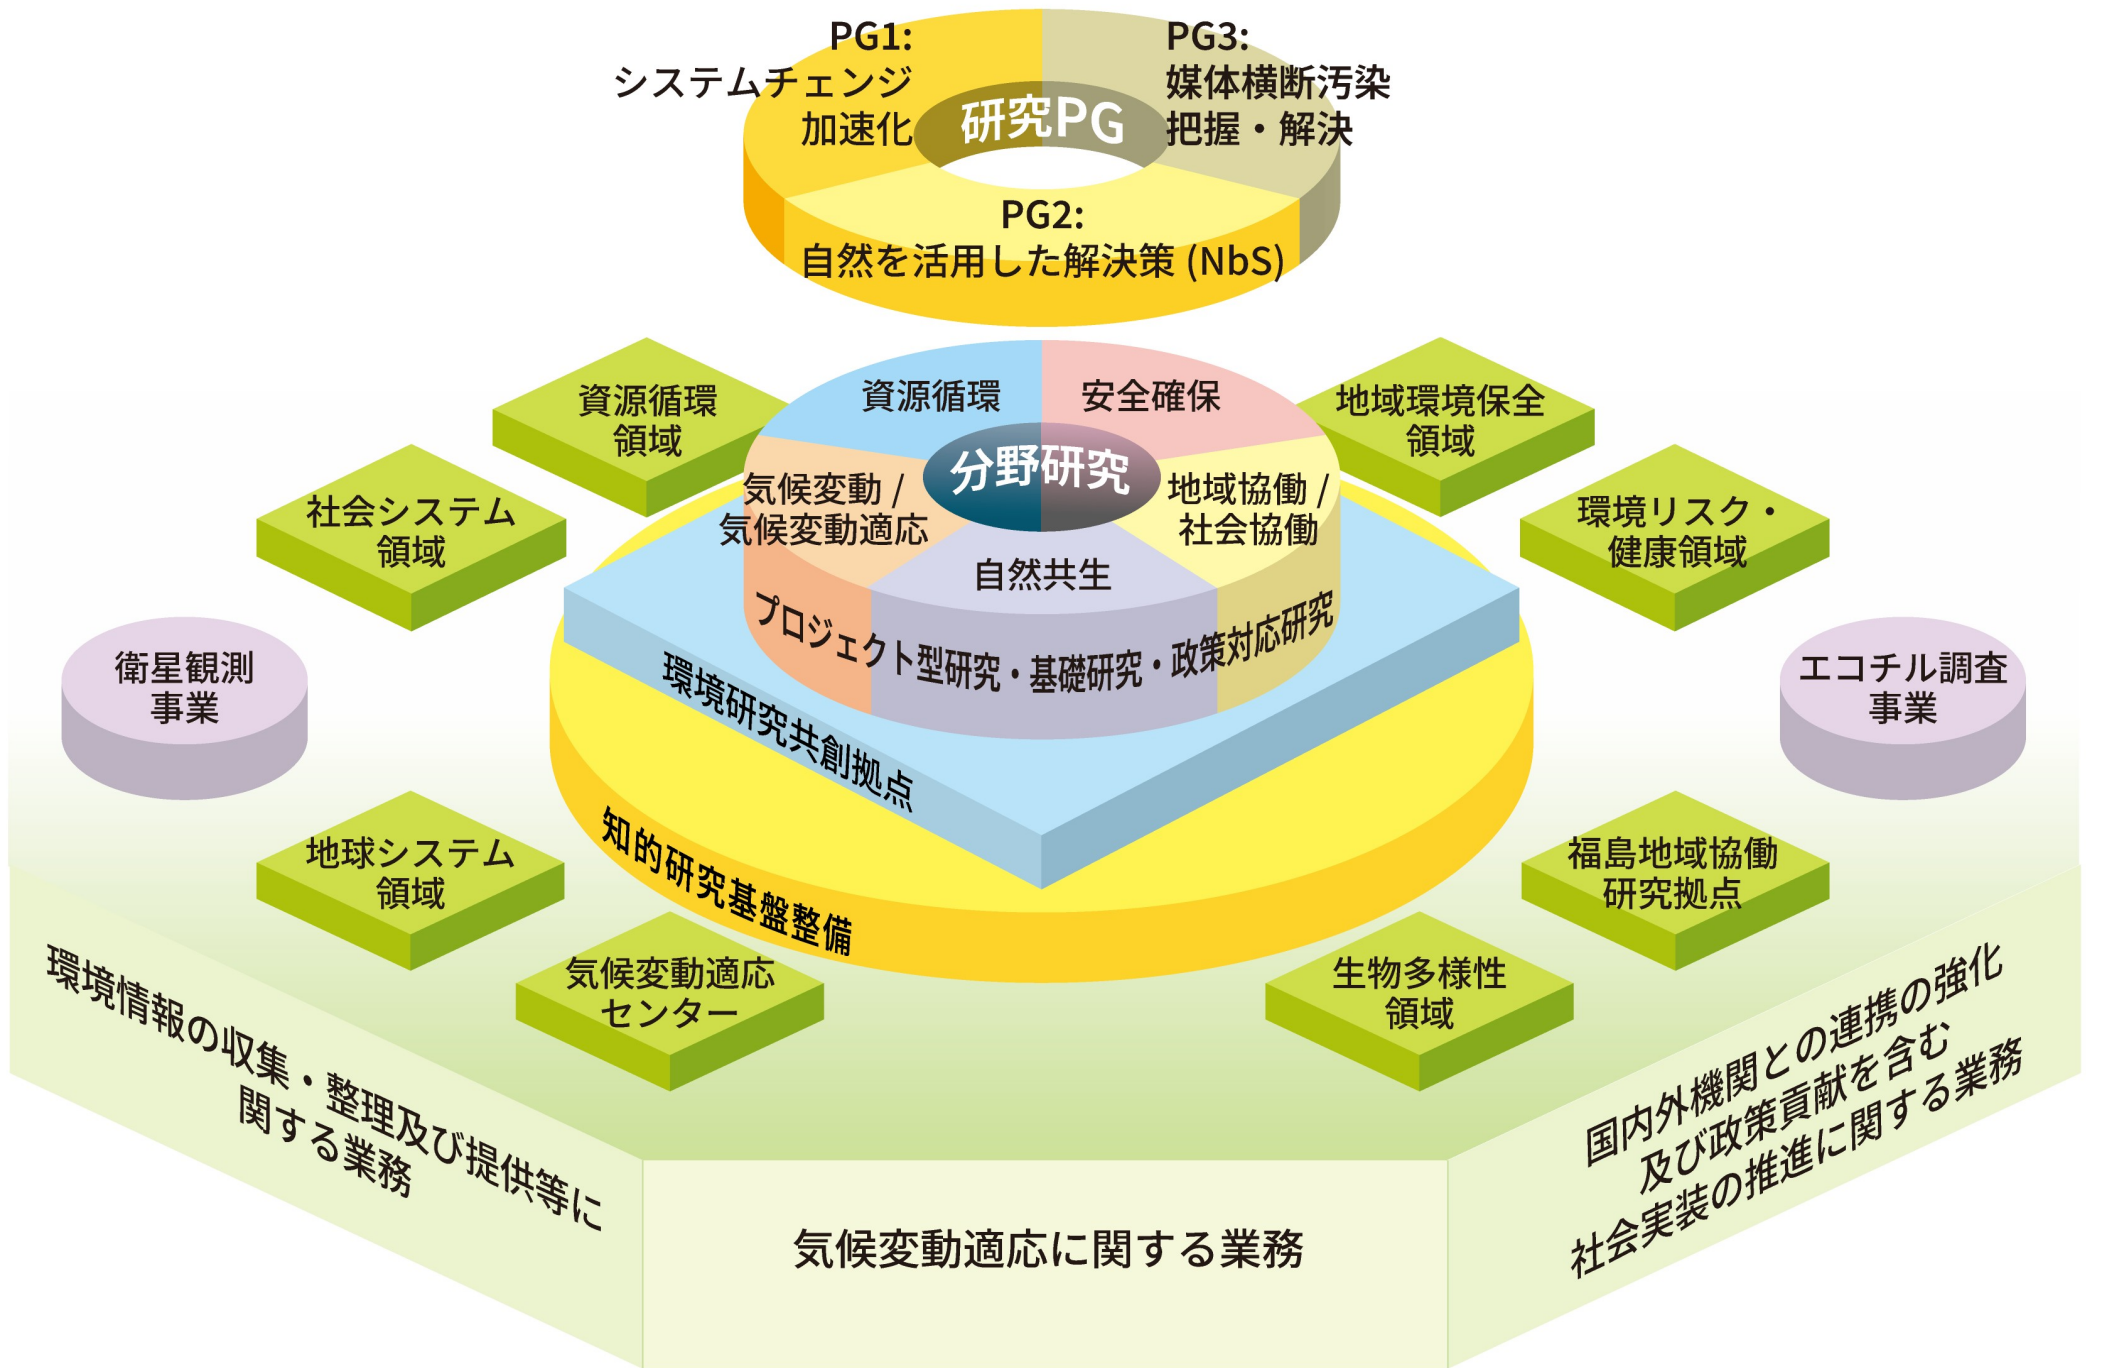 PG1:
システムチェンジ
加速化
PG3:
媒体横断汚染
把握・解決
研究PG
PG2:
自然を活用した解決策 (NbS)
資源循環
領域
資源循環
安全確保
地域環境保全
領域
社会システム
領域
気候変動 /
気候変動適応
分野研究
地域協働 /
社会協働
環境リスク・
健康領域
自然共生
プロジェクト型研究・基礎研究・政策対応研究
衛星観測
事業
環境研究共創拠点
エコチル調査
事業
知的研究基盤整備
地球システム
領域
福島地域協働
研究拠点
気候変動適応
センター
生物多様性
領域
環境情報の収集・整理及び提供等に
関する業務
気候変動適応に関する業務
国内外機関との連携の強化
及び政策貢献を含む
社会実装の推進に関する業務